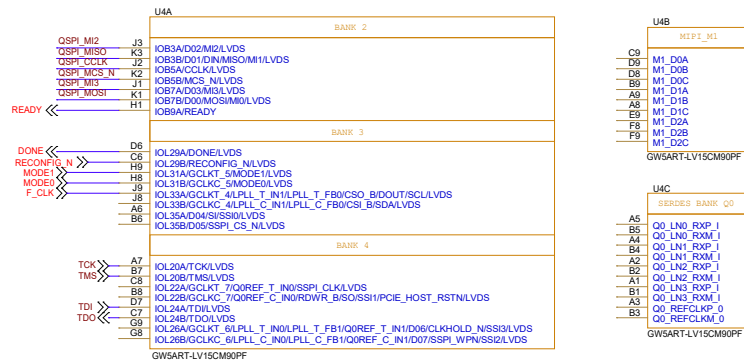 U4A
BANK 2
QSPI_MI2 J3 IOB3A/D02/MI2/LVDS
QSPI_MISO K3 IOB3B/D01/DIN/MISO/MI1/LVDS
QSPI_CCLK J2 IOB5A/CCLK/LVDS
QSPI_MCS_N K2 IOB5B/MCS_N/LVDS
QSPI_MI3 J1 IOB7A/D03/MI3/LVDS
QSPI_MOSI K1 IOB7B/D00/MOSI/MI0/LVDS
READY H1 IOB9A/READY
BANK 3
DONE D6 IOL29A/DONE/LVDS
RECONFIG_N C6 IOL29B/RECONFIG_N/LVDS
MODE1 H9 IOL31A/GCLKT_5/MODE1/LVDS
MODE0 H8 IOL31B/GCLKC_5/MODE0/LVDS
F_CLK J9 IOL33A/GCLKT_4/LPLL_T_IN1/LPLL_T_FB0/CSO_B/DOUT/SCL/LVDS
J8 IOL33B/GCLKC_4/LPLL_C_IN1/LPLL_C_FB0/CSI_B/SDA/LVDS
A6 IOL35A/D04/SI/SSI0/LVDS
B6 IOL35B/D05/SSPI_CS_N/LVDS
BANK 4
TCK A7 IOL20A/TCK/LVDS
TMS B7 IOL20B/TMS/LVDS
C8 IOL22A/GCLKT_7/Q0REF_T_IN0/SSPI_CLK/LVDS
B8 IOL22B/GCLKC_7/Q0REF_C_IN0/RDWR_B/SO/SSI1/PCIE_HOST_RSTN/LVDS
TDI D7 IOL24A/TDI/LVDS
TDO C7 IOL24B/TDO/LVDS
G9 IOL26A/GCLKT_6/LPLL_T_IN0/LPLL_T_FB1/Q0REF_T_IN1/D06/CLKHOLD_N/SSI3/LVDS
G8 IOL26B/GCLKC_6/LPLL_C_IN0/LPLL_C_FB1/Q0REF_C_IN1/D07/SSPI_WPN/SSI2/LVDS
GW5ART-LV15CM90PF
U4B
MIPI_M1
C9 M1_D0A
D9 M1_D0B
D8 M1_D0C
B9 M1_D1A
A9 M1_D1B
A8 M1_D1C
E9 M1_D2A
F8 M1_D2B
F9 M1_D2C
GW5ART-LV15CM90PF
U4C
SERDES BANK Q0
A5 Q0_LN0_RXP_I
B5 Q0_LN0_RXM_I
A4 Q0_LN1_RXP_I
B4 Q0_LN1_RXM_I
A2 Q0_LN2_RXP_I
B2 Q0_LN2_RXM_I
A1 Q0_LN3_RXP_I
B1 Q0_LN3_RXM_I
A3 Q0_REFCLKP_0
B3 Q0_REFCLKM_0
GW5ART-LV15CM90PF